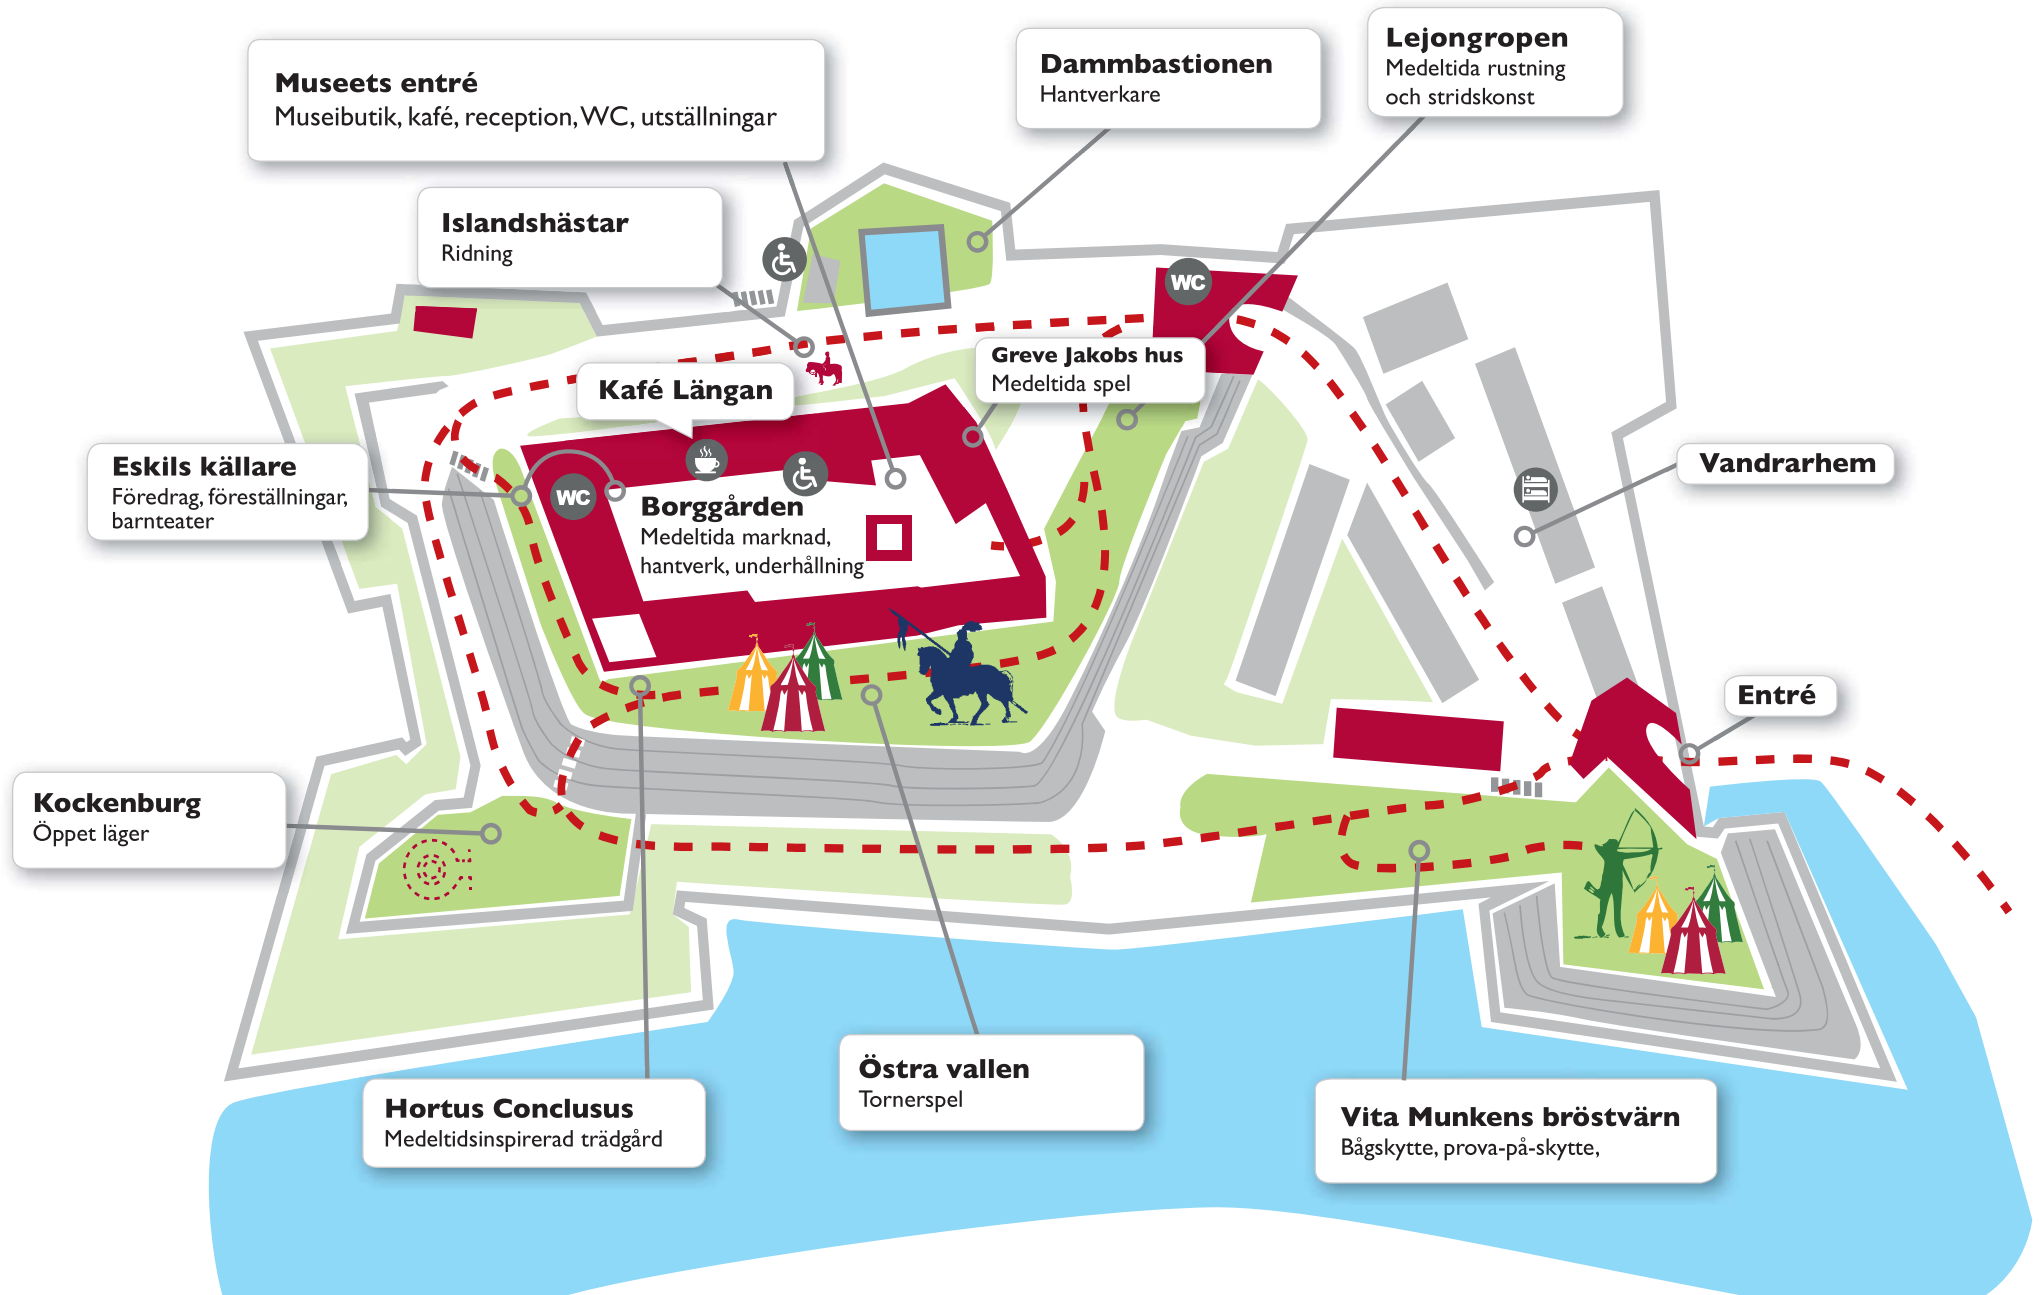 Museets entré
Museibutik, kafé, reception, WC, utställningar
Dammbastionen
Hantverkare
Lejongropen
Medeltida rustning
och stridskonst
Islandshästar
Ridning
WC
Greve Jakobs hus
Medeltida spel
Kafé Längan
Eskils källare
Föredrag, föreställningar,
barnteater
WC
Borggården
Medeltida marknad,
hantverk, underhållning
Vandrarhem
Entré
Kockenburg
Öppet läger
Östra vallen
Tornerspel
Hortus Conclusus
Medeltidsinspirerad trädgård
Vita Munkens bröstvärn
Bågskytte, prova-på-skytte,